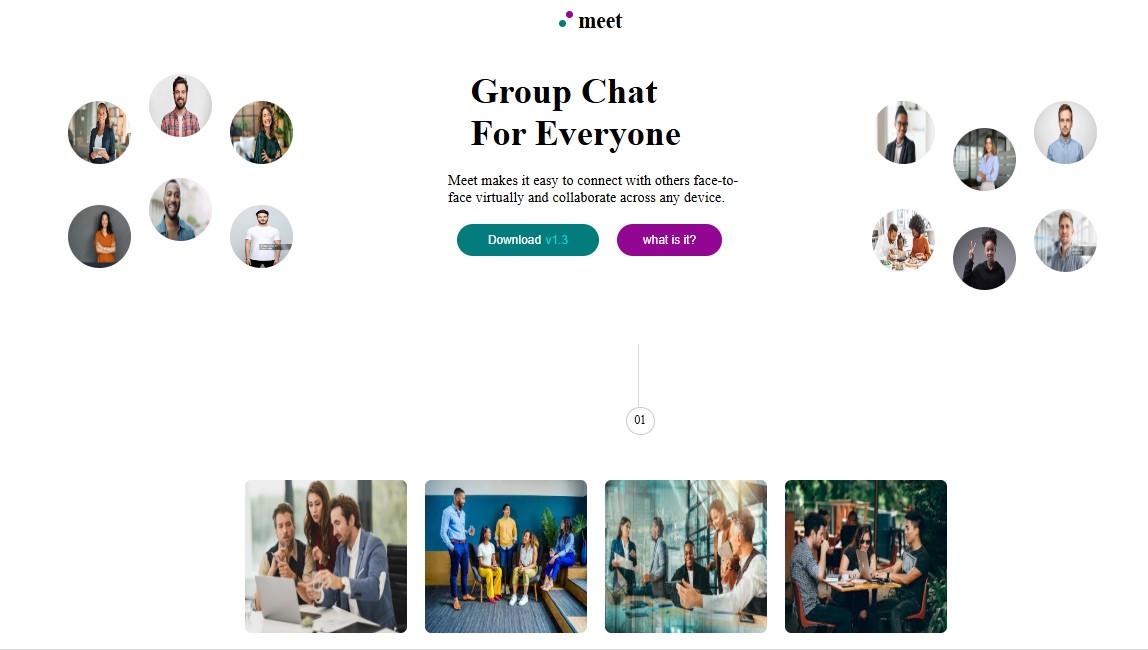 meet
Group Chat
For Everyone
Meet makes it easy to connect with others face-to-
face virtually and collaborate across any device.
Download v1.3
what is it?
01